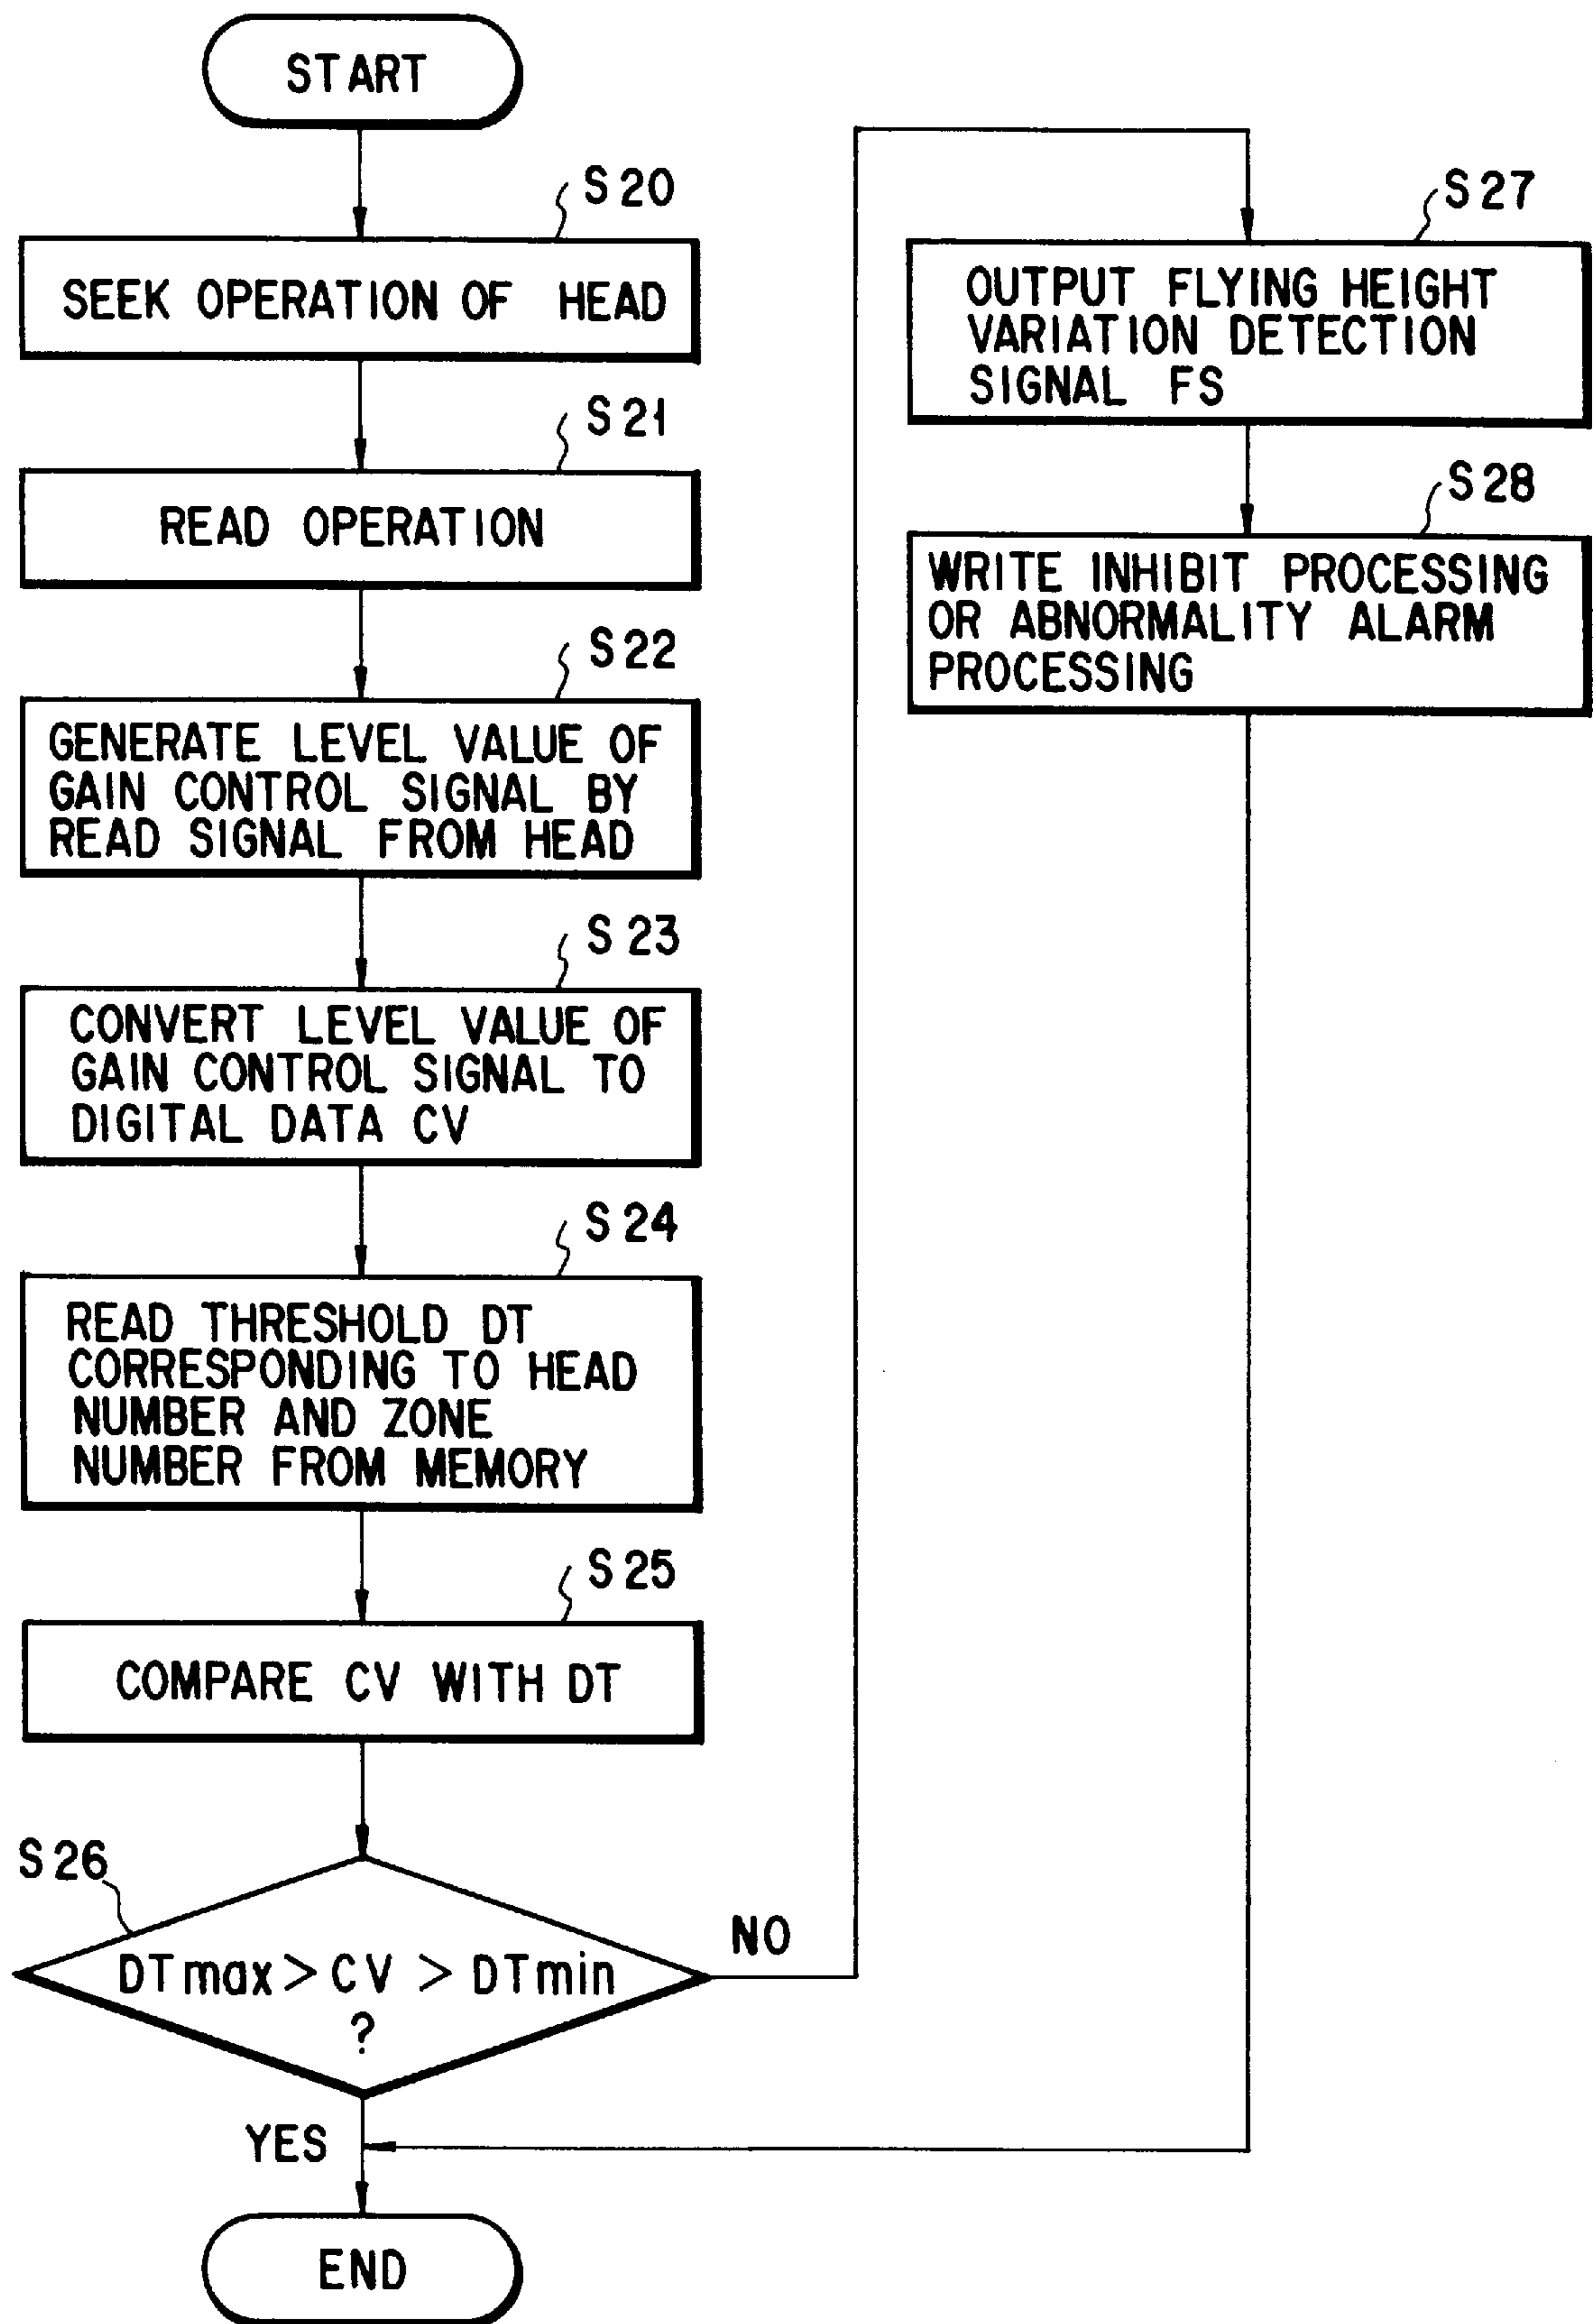 START
S20
SEEK OPERATION OF HEAD
S21
READ OPERATION
S22
GENERATE LEVEL VALUE OF
GAIN CONTROL SIGNAL BY
READ SIGNAL FROM HEAD
S23
CONVERT LEVEL VALUE OF
GAIN CONTROL SIGNAL TO
DIGITAL DATA CV
S24
READ THRESHOLD DT
CORRESPONDING TO HEAD
NUMBER AND ZONE
NUMBER FROM MEMORY
S25
COMPARE CV WITH DT
S26
DTmax > CV > DTmin
?
NO
YES
END
S27
OUTPUT FLYING HEIGHT
VARIATION DETECTION
SIGNAL FS
S28
WRITE INHIBIT PROCESSING
OR ABNORMALITY ALARM
PROCESSING